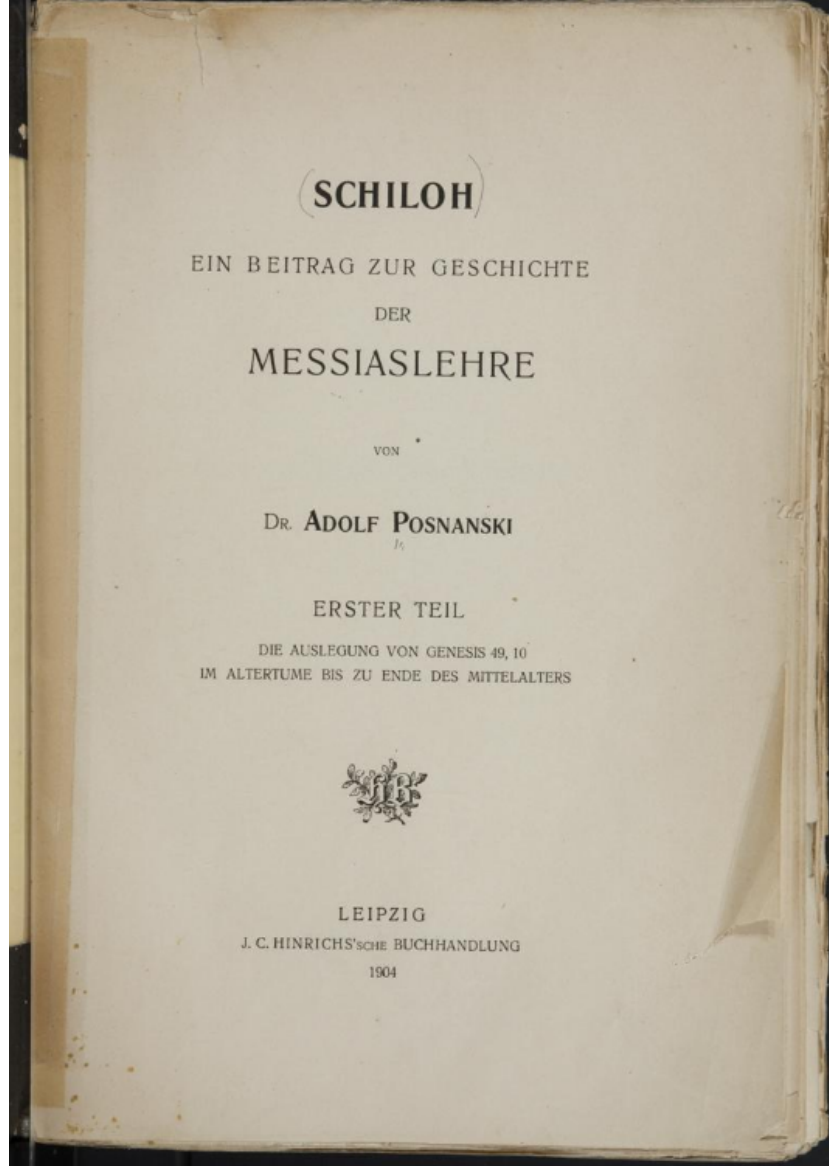 (SCHILOH)
EIN BEITRAG ZUR GESCHICHTE
DER
MESSIASLEHRE
VON
DR. ADOLF POSNANSKI
ERSTER TEIL
DIE AUSLEGUNG VON GENESIS 49, 10
IM ALTERTUME BIS ZU ENDE DES MITTELALTERS
HB
LEIPZIG
J. C. HINRICHS'SCHE BUCHHANDLUNG
1904